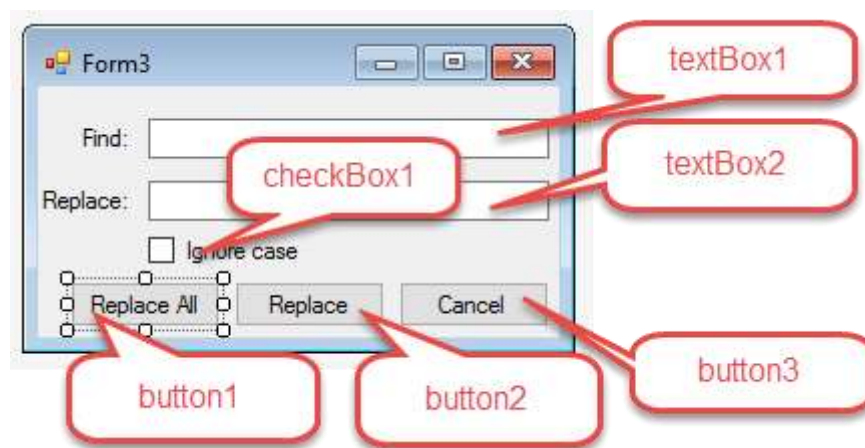 Form3
textBox1
Find:
checkBox1
textBox2
Replace:
Ignore case
Replace All
Replace
Cancel
button1
button2
button3